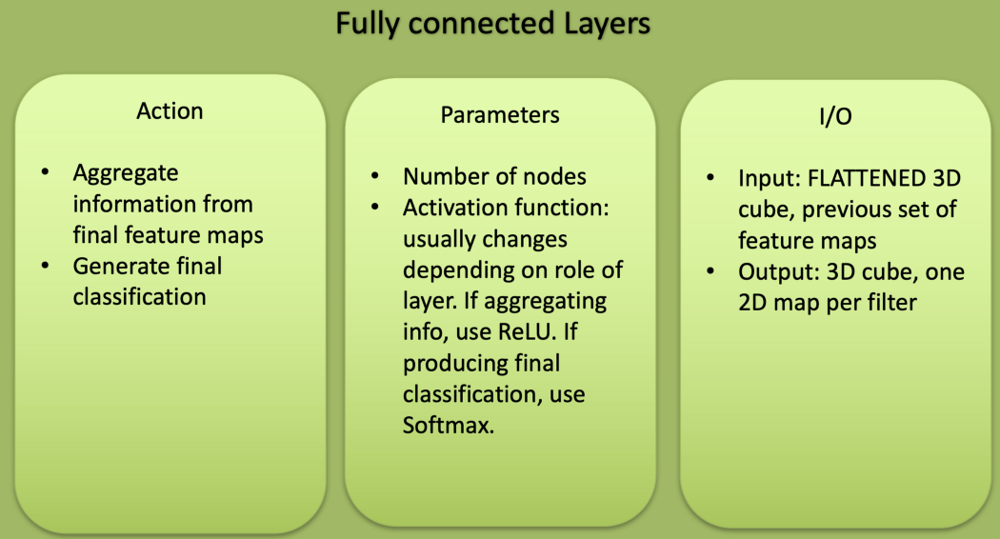 Fully connected Layers
Action
• Aggregate
information from
final feature maps
• Generate final
classification
Parameters
• Number of nodes
• Activation function:
usually changes
depending on role of
layer. If aggregating
info, use ReLU. If
producing final
classification, use
Softmax.
I/O
• Input: FLATTENED 3D
cube, previous set of
feature maps
• Output: 3D cube, one
2D map per filter